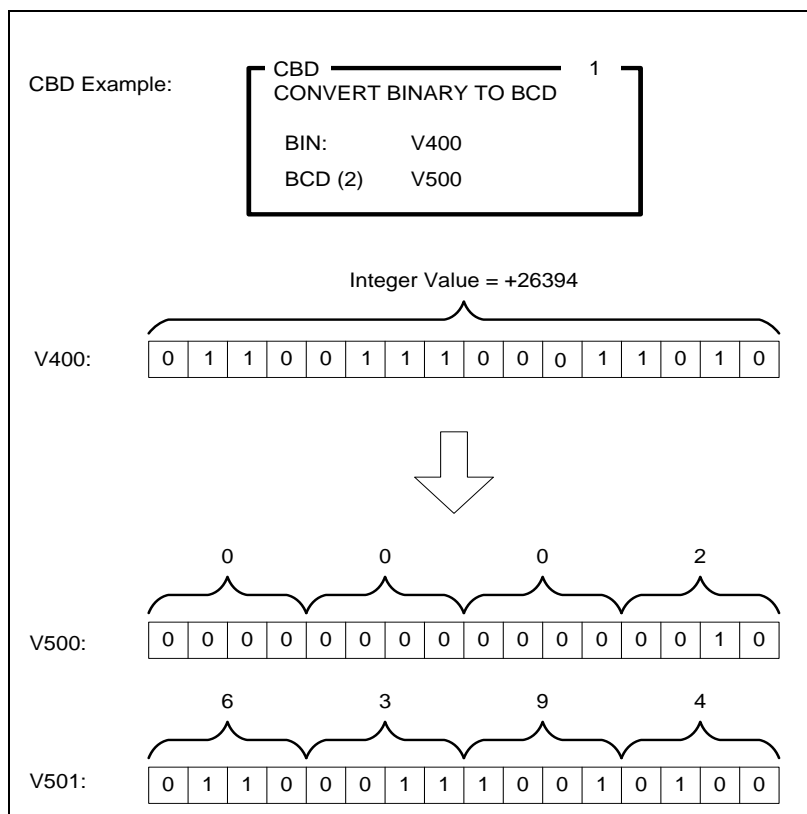 CBD Example:
CBD 1
CONVERT BINARY TO BCD
BIN: V400
BCD (2) V500
Integer Value = +26394
V400: 0 1 1 0 0 1 1 1 0 0 0 1 1 0 1 0
0 0 0 2
V500: 0 0 0 0 0 0 0 0 0 0 0 0 0 0 1 0
6 3 9 4
V501: 0 1 1 0 0 0 1 1 1 0 0 1 0 1 0 0